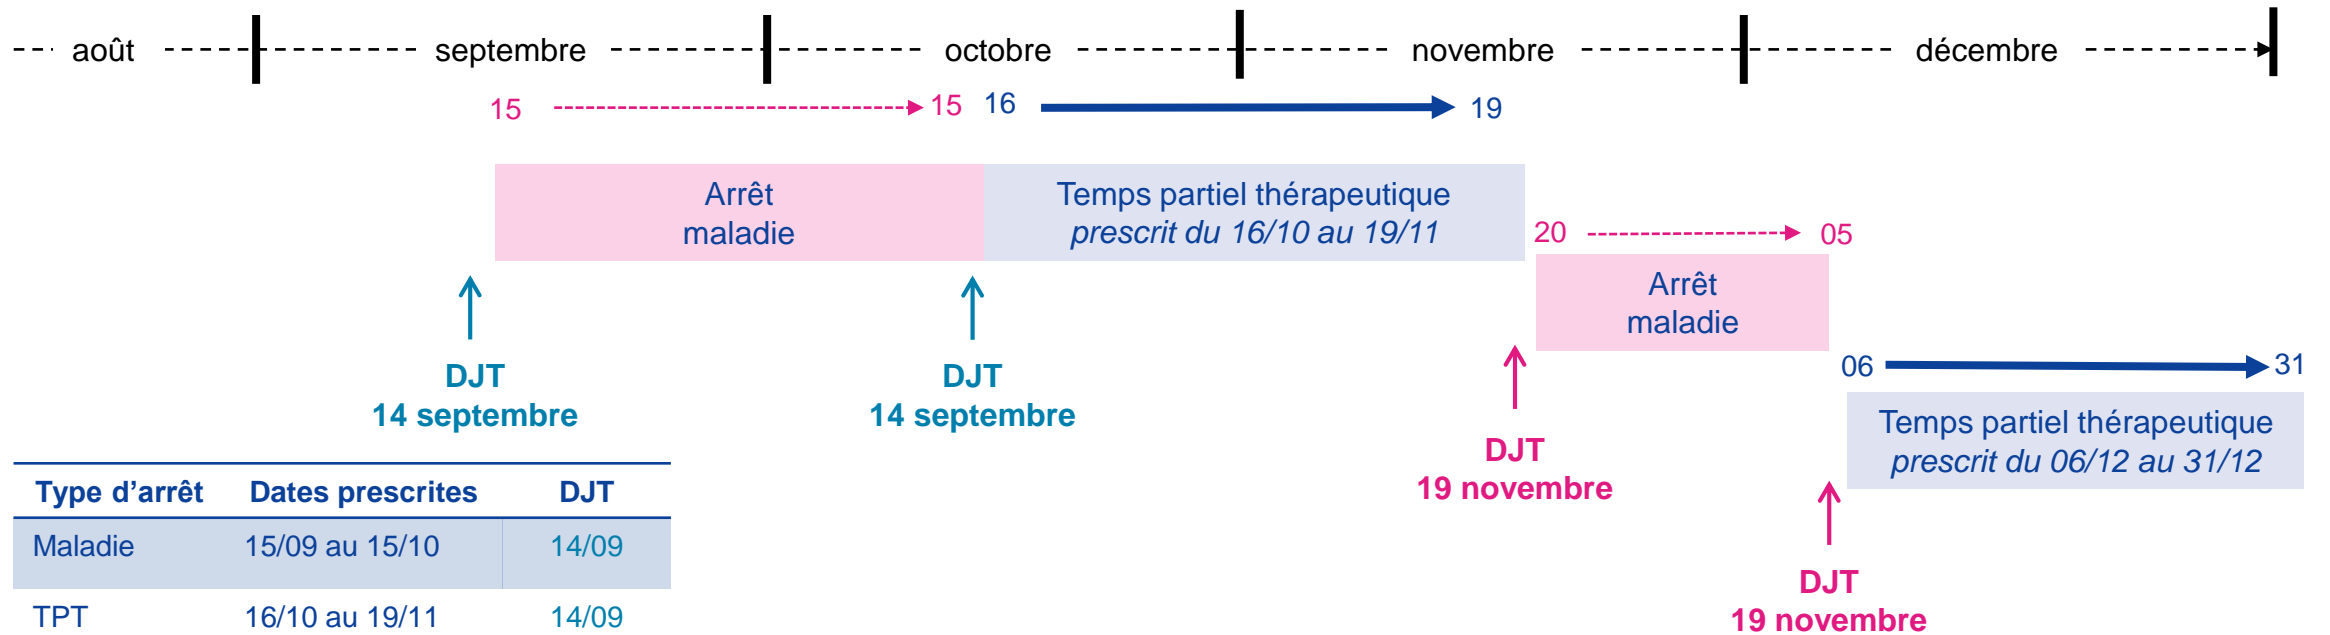 août septembre octobre novembre décembre
15 15 16 19
Arrêt
maladie
Temps partiel thérapeutique
prescrit du 16/10 au 19/11
20 05
Arrêt
maladie
06 31
Temps partiel thérapeutique
prescrit du 06/12 au 31/12
DJT
14 septembre
DJT
14 septembre
DJT
19 novembre
DJT
19 novembre
Type d’arrêt Dates prescrites DJT
Maladie 15/09 au 15/10 14/09
TPT 16/10 au 19/11 14/09